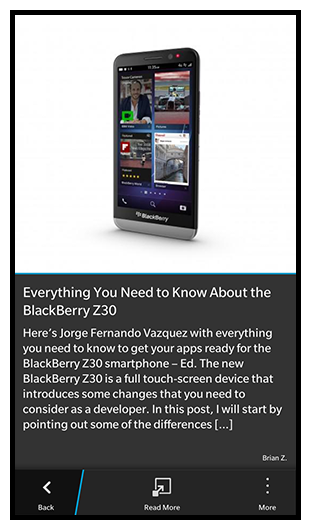 BlackBerry
Everything You Need to Know About the
BlackBerry Z30
Here's Jorge Fernando Vazquez with everything
you need to know to get your apps ready for the
BlackBerry Z30 smartphone – Ed. The new
BlackBerry Z30 is a full touch-screen device that
introduces some changes that you need to
consider as a developer. In this post, I will start by
pointing out some of the differences [...]
Brian Z.
Back
Read More
More